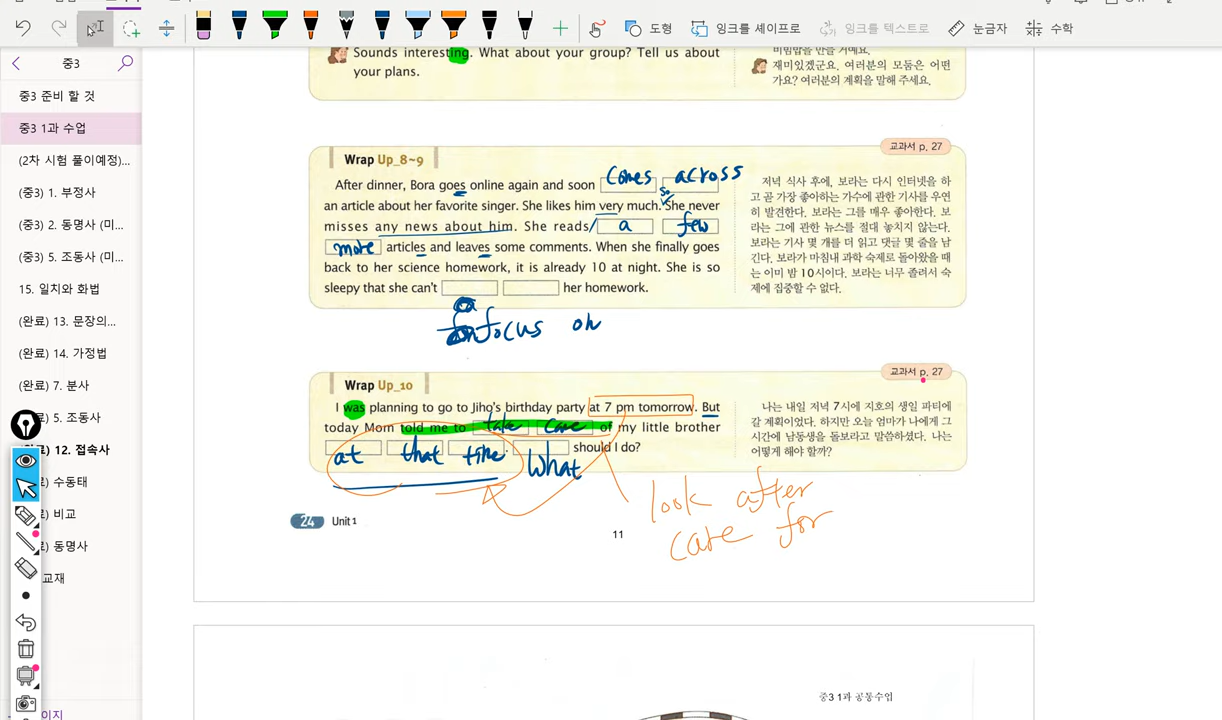 도형
잉크를 셰이프로
잉크를 텍스트로
눈금자
수학
중3
중3 준비 할 것
중3 1과 수업
(2차 시험 풀이예정)...
(중3) 1. 부정사
(중3) 2. 동명사 (미...
(중3) 5. 조동사 (미...
15. 일치와 화법
(완료) 13. 문장의...
(완료) 14. 가정법
(완료) 7. 분사
) 5. 조동사
료) 12. 접속사
) 수동태
) 비교
) 동명사
교재
이지
Sounds interesting. What about your group? Tell us about
your plans.
비빔밥을 만들 거예요.
재미있겠군요. 여러분의 모둠은 어떤
가요? 여러분의 계획을 말해 주세요.
Wrap Up_8~9
교과서 p. 27
After dinner, Bora goes online again and soon comes across
so
an article about her favorite singer. She likes him very much. She never
misses any news about him. She reads a few
more articles and leaves some comments. When she finally goes
back to her science homework, it is already 10 at night. She is so
sleepy that she can't her homework.
focus on
저녁 식사 후에, 보라는 다시 인터넷을 하
고 곧 가장 좋아하는 가수에 관한 기사를 우연
히 발견한다. 보라는 그를 매우 좋아한다. 보
라는 그에 관한 뉴스를 절대 놓치지 않는다.
보라가 기사 몇 개를 더 읽고 댓글 몇 줄을 남
긴다. 보라가 마침내 과학 숙제로 돌아왔을 때
는 이미 밤 10시이다. 보라는 너무 졸려서 숙
제에 집중할 수 없다.
Wrap Up_10
교과서 p. 27
I was planning to go to Jiho's birthday party at 7 pm tomorrow. But
today Mom told me to take care of my little brother
at that time. What should I do?
나는 내일 저녁 7시에 지호의 생일 파티에
갈 계획이었다. 하지만 오늘 엄마가 나에게 그
시간에 남동생을 돌보라고 말씀하셨다. 나는
어떻게 해야 할까?
look after
care for
24 Unit 1
11
중3 1과 공통수업